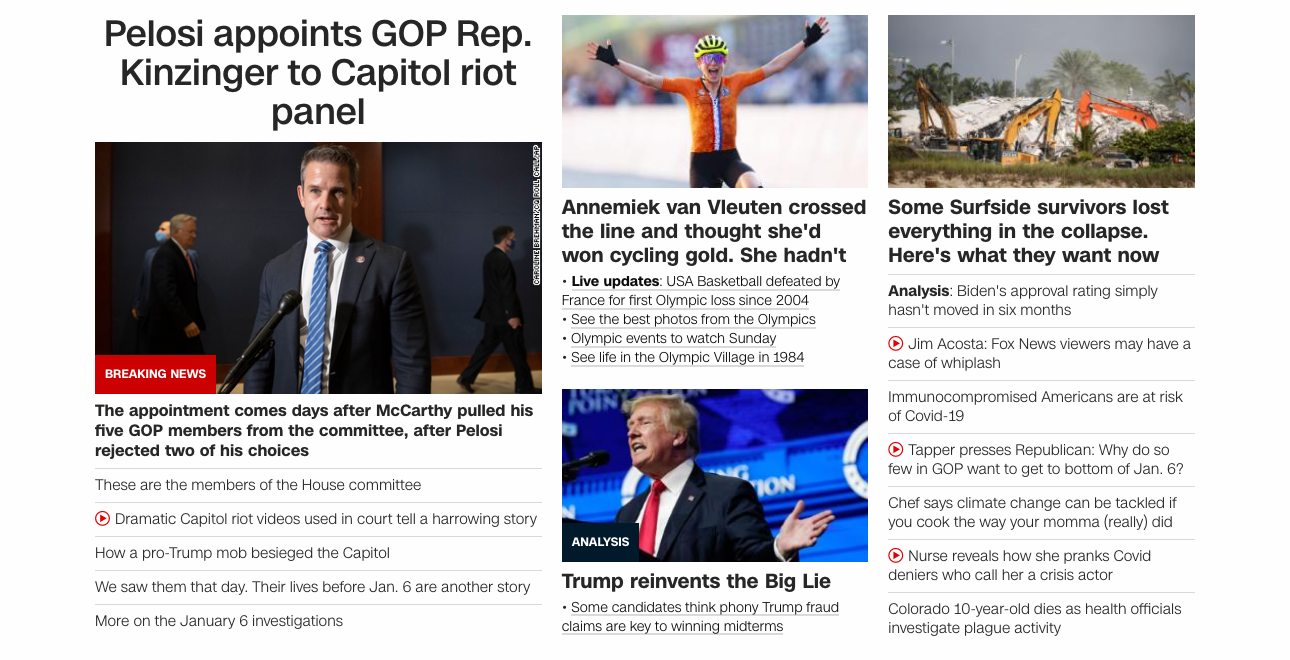 Pelosi appoints GOP Rep.
Kinzinger to Capitol riot
panel
CAROLINE BREHMAN/CQ ROLL CALL/AP
BREAKING NEWS
The appointment comes days after McCarthy pulled his
five GOP members from the committee, after Pelosi
rejected two of his choices
These are the members of the House committee
Dramatic Capitol riot videos used in court tell a harrowing story
How a pro-Trump mob besieged the Capitol
We saw them that day. Their lives before Jan. 6 are another story
More on the January 6 investigations
Annemiek van Vleuten crossed
the line and thought she'd
won cycling gold. She hadn't
• Live updates: USA Basketball defeated by
France for first Olympic loss since 2004
• See the best photos from the Olympics
• Olympic events to watch Sunday
• See life in the Olympic Village in 1984
POINT
ANALYSIS
Trump reinvents the Big Lie
• Some candidates think phony Trump fraud
claims are key to winning midterms
Some Surfside survivors lost
everything in the collapse.
Here's what they want now
Analysis: Biden's approval rating simply
hasn't moved in six months
Jim Acosta: Fox News viewers may have a
case of whiplash
Immunocompromised Americans are at risk
of Covid-19
Tapper presses Republican: Why do so
few in GOP want to get to bottom of Jan. 6?
Chef says climate change can be tackled if
you cook the way your momma (really) did
Nurse reveals how she pranks Covid
deniers who call her a crisis actor
Colorado 10-year-old dies as health officials
investigate plague activity